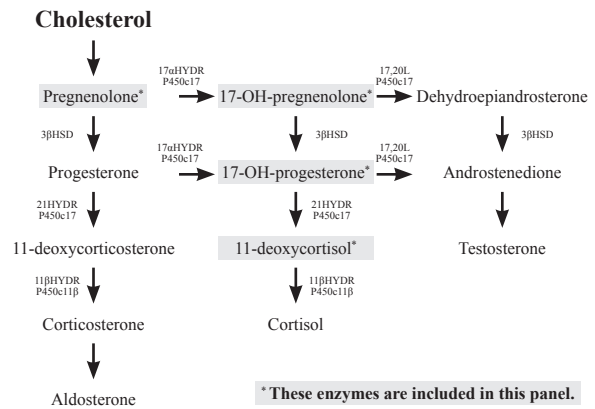 Cholesterol
17αHYDR
P450c17
17,20L
P450c17
Pregnenolone*
17-OH-pregnenolone*
Dehydroepiandrosterone
3βHSD
3βHSD
3βHSD
17αHYDR
P450c17
17,20L
P450c17
Progesterone
17-OH-progesterone*
Androstenedione
21HYDR
P450c17
21HYDR
P450c17
11-deoxycorticosterone
11-deoxycortisol*
Testosterone
11βHYDR
P450c11β
11βHYDR
P450c11β
Corticosterone
Cortisol
Aldosterone
* These enzymes are included in this panel.